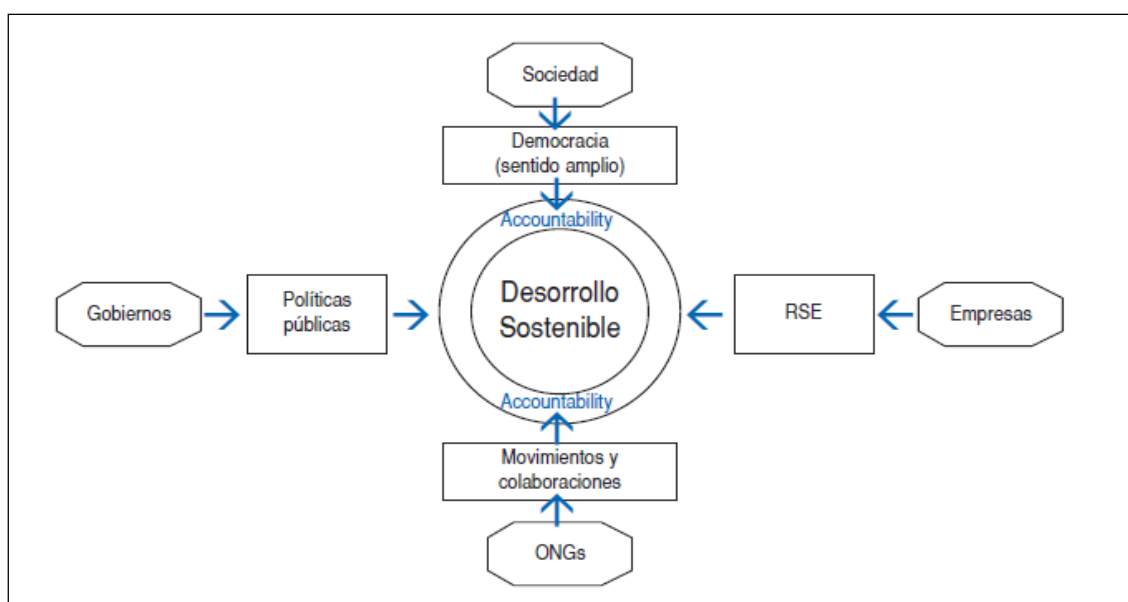 Sociedad
Democracia
(sentido amplio)
Accountability
Gobiernos
Políticas
públicas
Desorrollo
Sostenible
RSE
Empresas
Accountability
Movimientos y
colaboraciones
ONGs